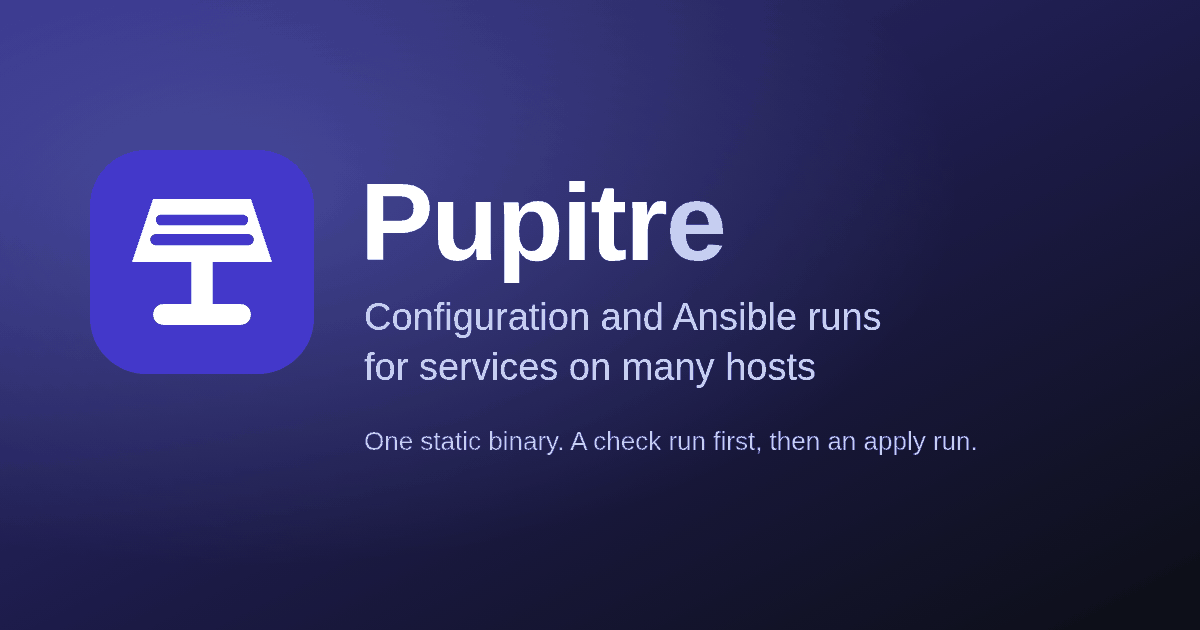 Pupitre
Configuration and Ansible runs
for services on many hosts
One static binary. A check run first, then an apply run.